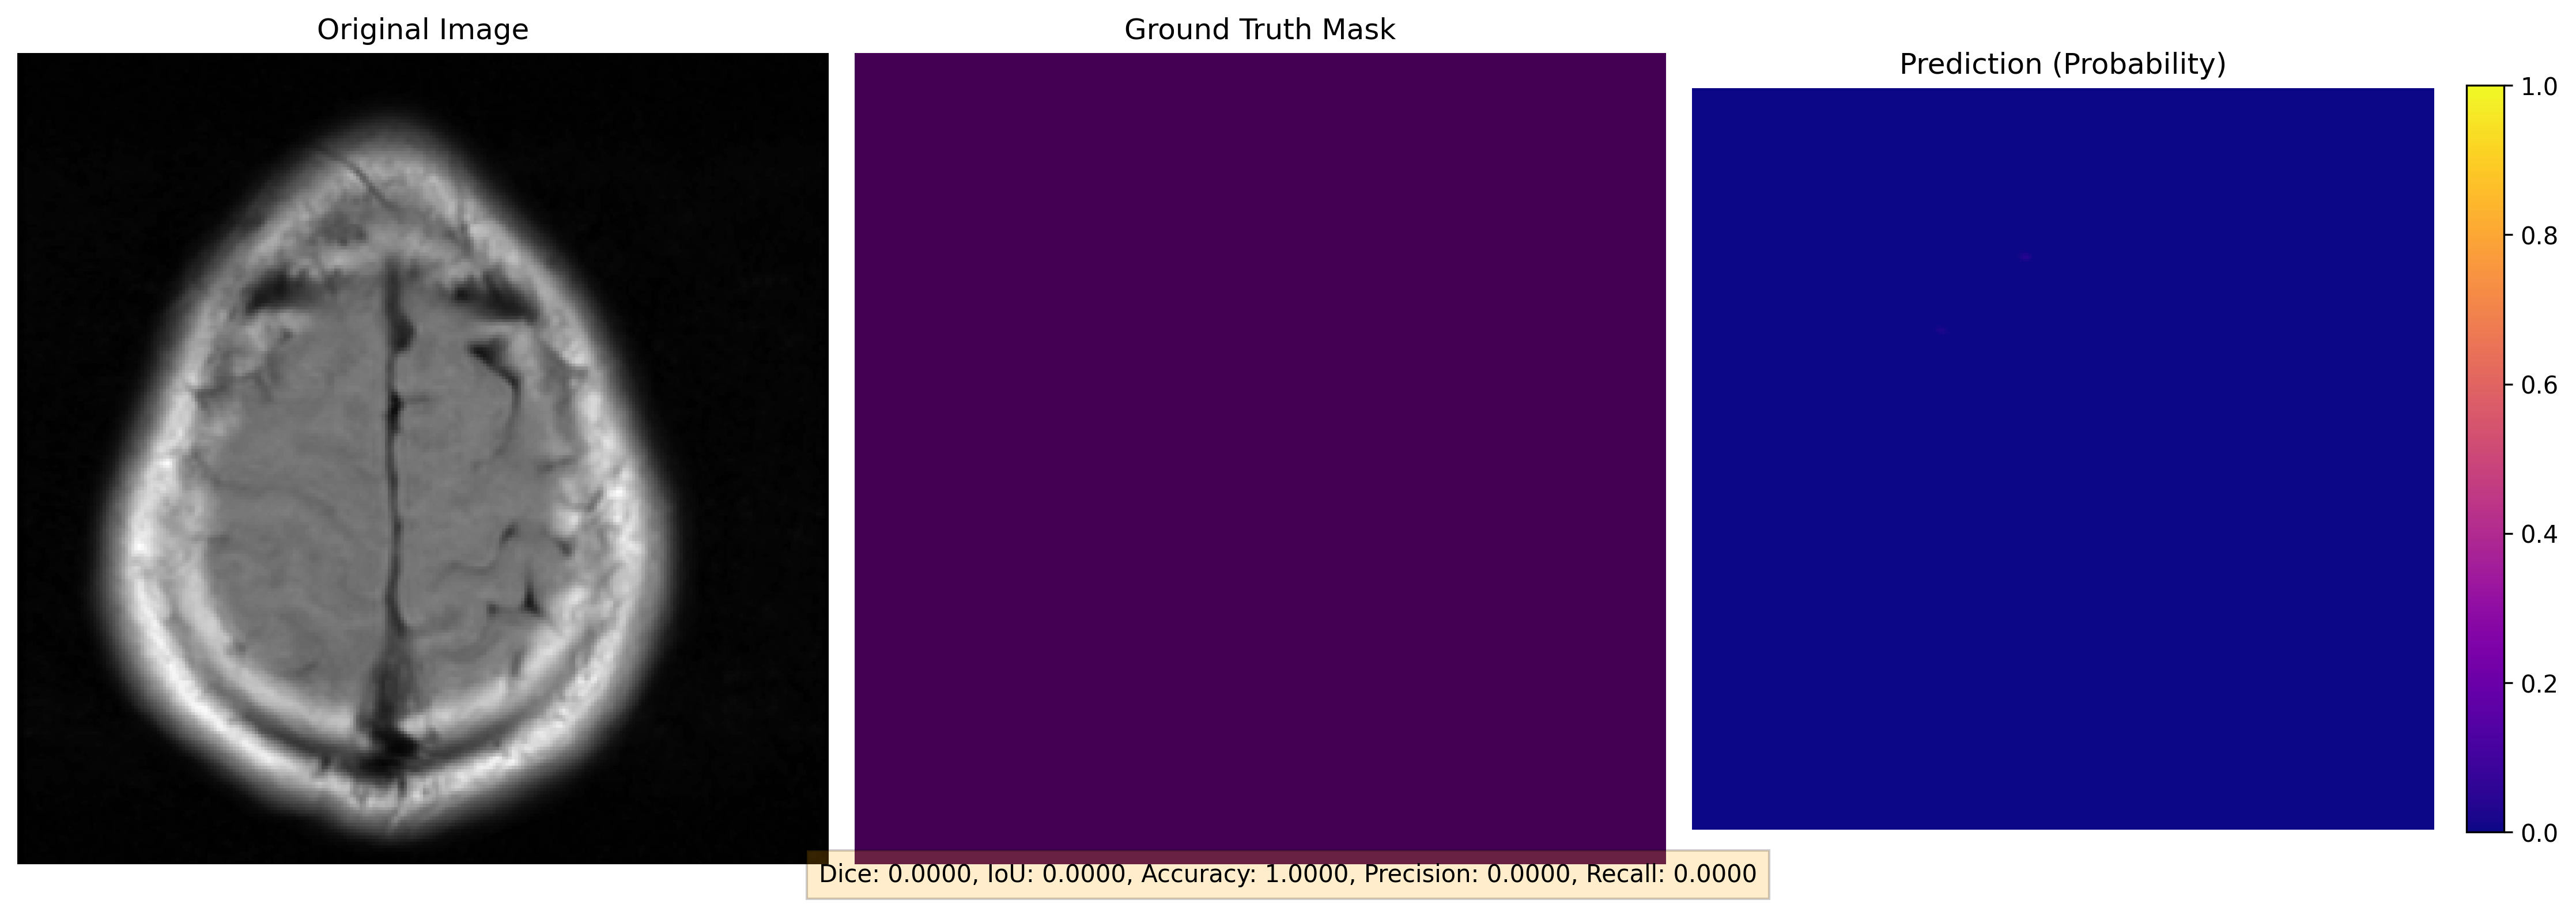 Original Image
Ground Truth Mask
Prediction (Probability)
1.0
0.8
0.6
0.4
0.2
0.0
Dice: 0.0000, IoU: 0.0000, Accuracy: 1.0000, Precision: 0.0000, Recall: 0.0000